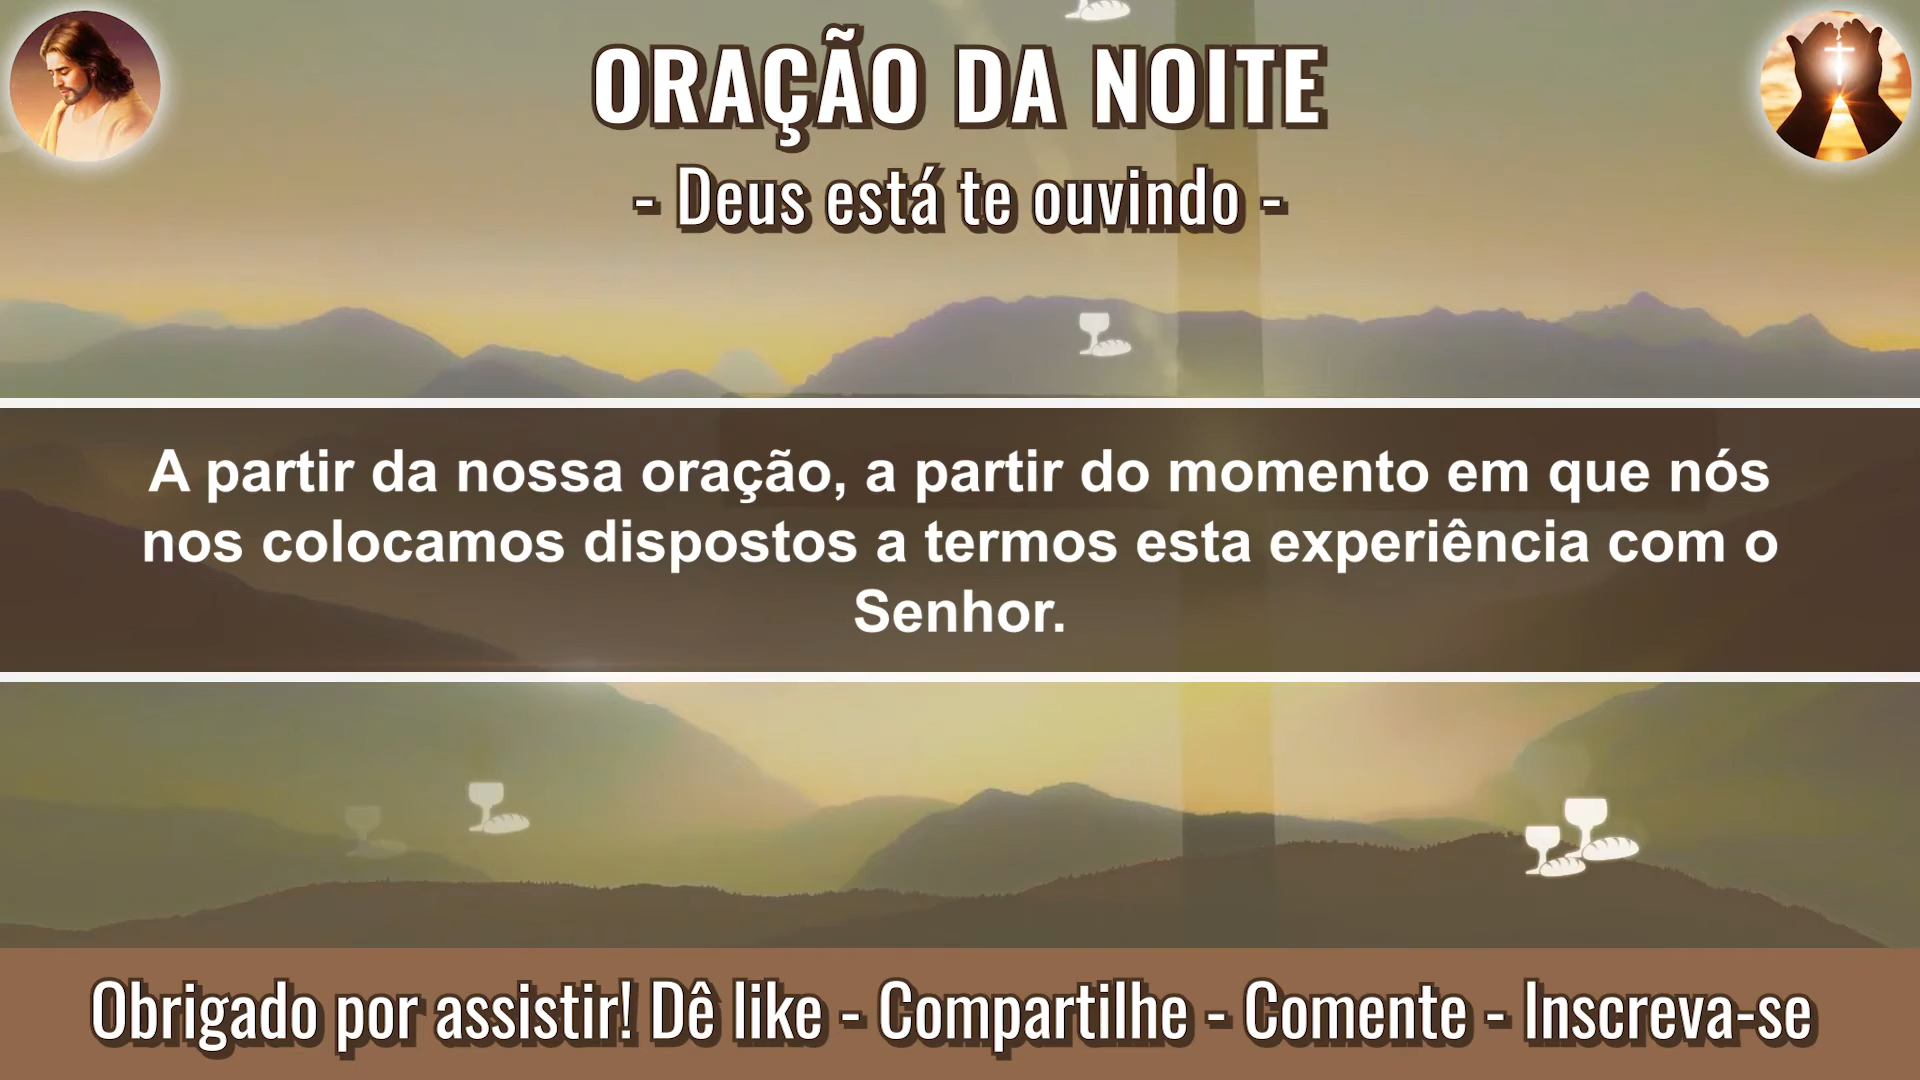 ORAÇÃO DA NOITE
- Deus está te ouvindo -
A partir da nossa oração, a partir do momento em que nós
nos colocamos dispostos a termos esta experiência com o
Senhor.
Obrigado por assistir! Dê like - Compartilhe - Comente - Inscreva-se